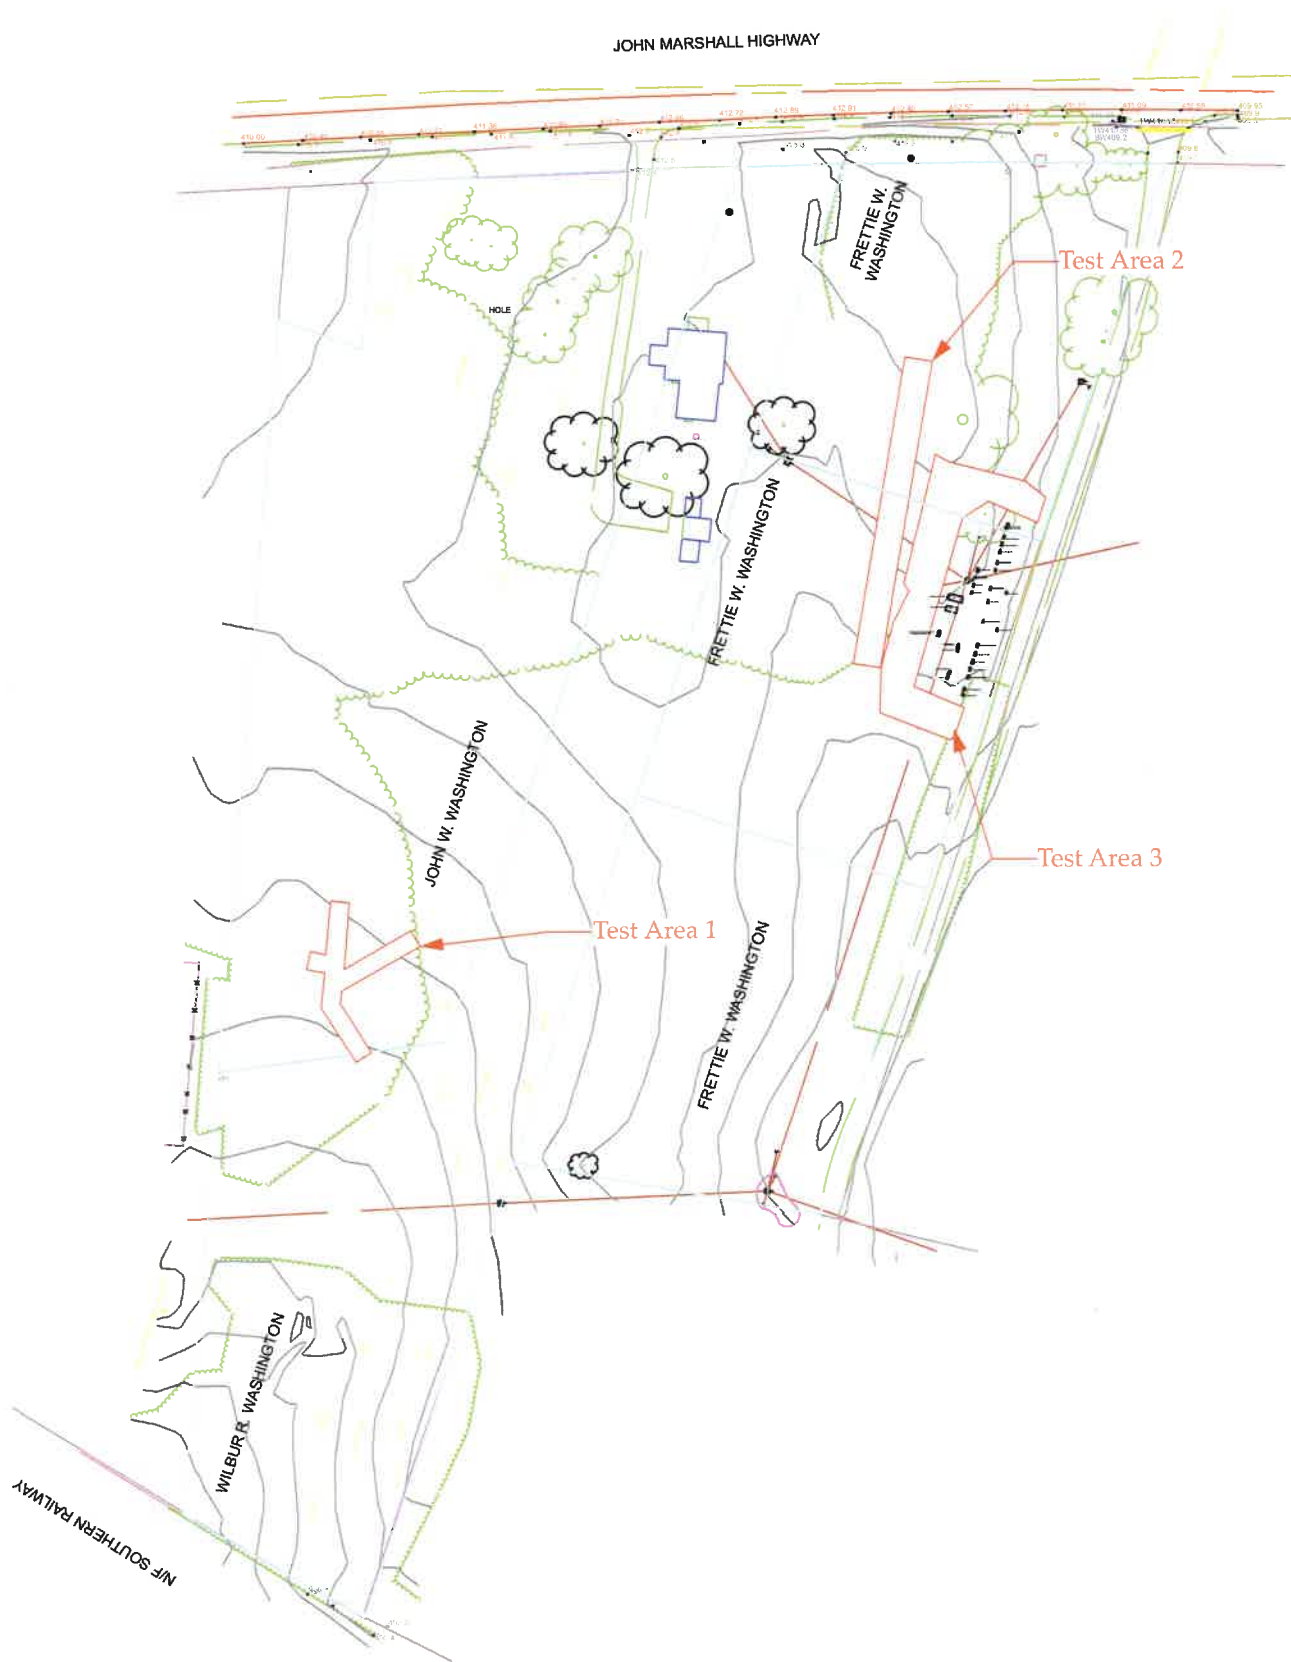 JOHN MARSHALL HIGHWAY
FRETTIE W.
WASHINGTON
Test Area 2
HOLE
FRETTIE W. WASHINGTON
JOHN W. WASHINGTON
Test Area 3
Test Area 1
FRETTIE W. WASHINGTON
WILBUR R. WASHINGTON
N/F SOUTHERN RAILWAY